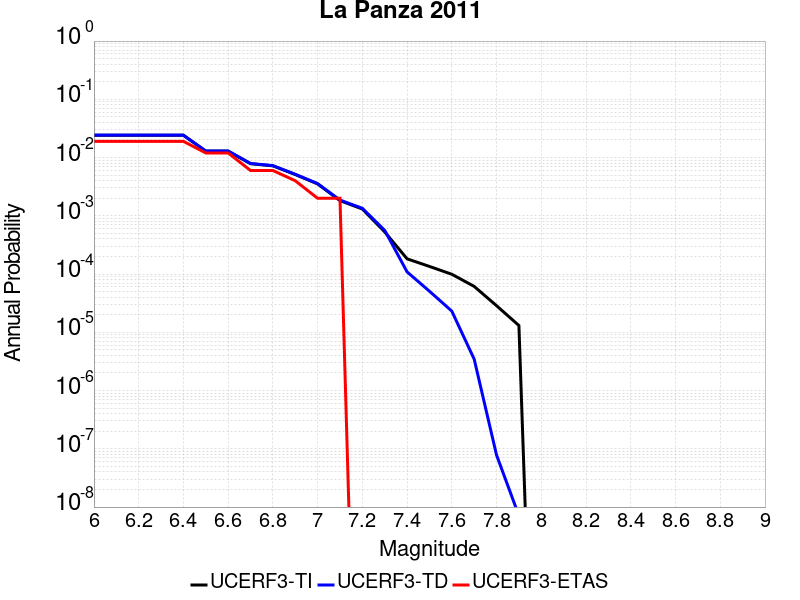 La Panza 2011
10^0
10^-1
10^-2
10^-3
10^-4
10^-5
10^-6
10^-7
10^-8
Annual Probability
6 6.2 6.4 6.6 6.8 7 7.2 7.4 7.6 7.8 8 8.2 8.4 8.6 8.8 9
Magnitude
UCERF3-TI UCERF3-TD UCERF3-ETAS